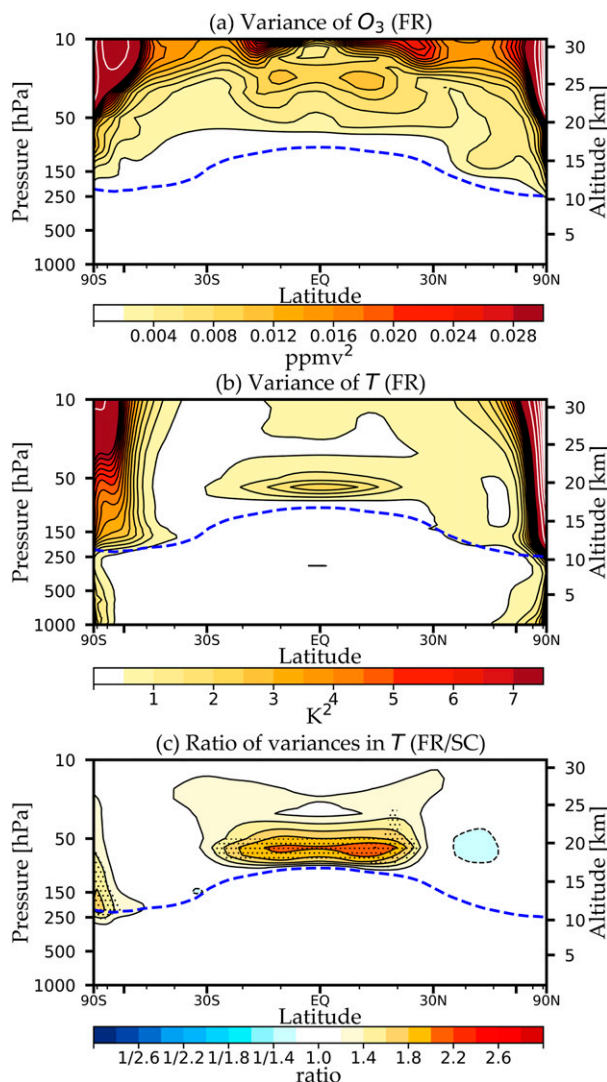 (a) Variance of O3 (FR)
10
50
150
250
500
1000
Pressure [hPa]
30
25
20
15
10
5
Altitude [km]
90S
30S
EQ
30N
90N
Latitude
0.004 0.008 0.012 0.016 0.020 0.024 0.028
ppmv²
(b) Variance of T (FR)
10
50
150
250
500
1000
Pressure [hPa]
30
25
20
15
10
5
Altitude [km]
90S
30S
EQ
30N
90N
Latitude
1 2 3 4 5 6 7
K²
(c) Ratio of variances in T (FR/SC)
10
50
150
250
500
1000
Pressure [hPa]
30
25
20
15
10
5
Altitude [km]
90S
30S
EQ
30N
90N
Latitude
1/2.6 1/2.2 1/1.8 1/1.4 1.0 1.4 1.8 2.2 2.6
ratio